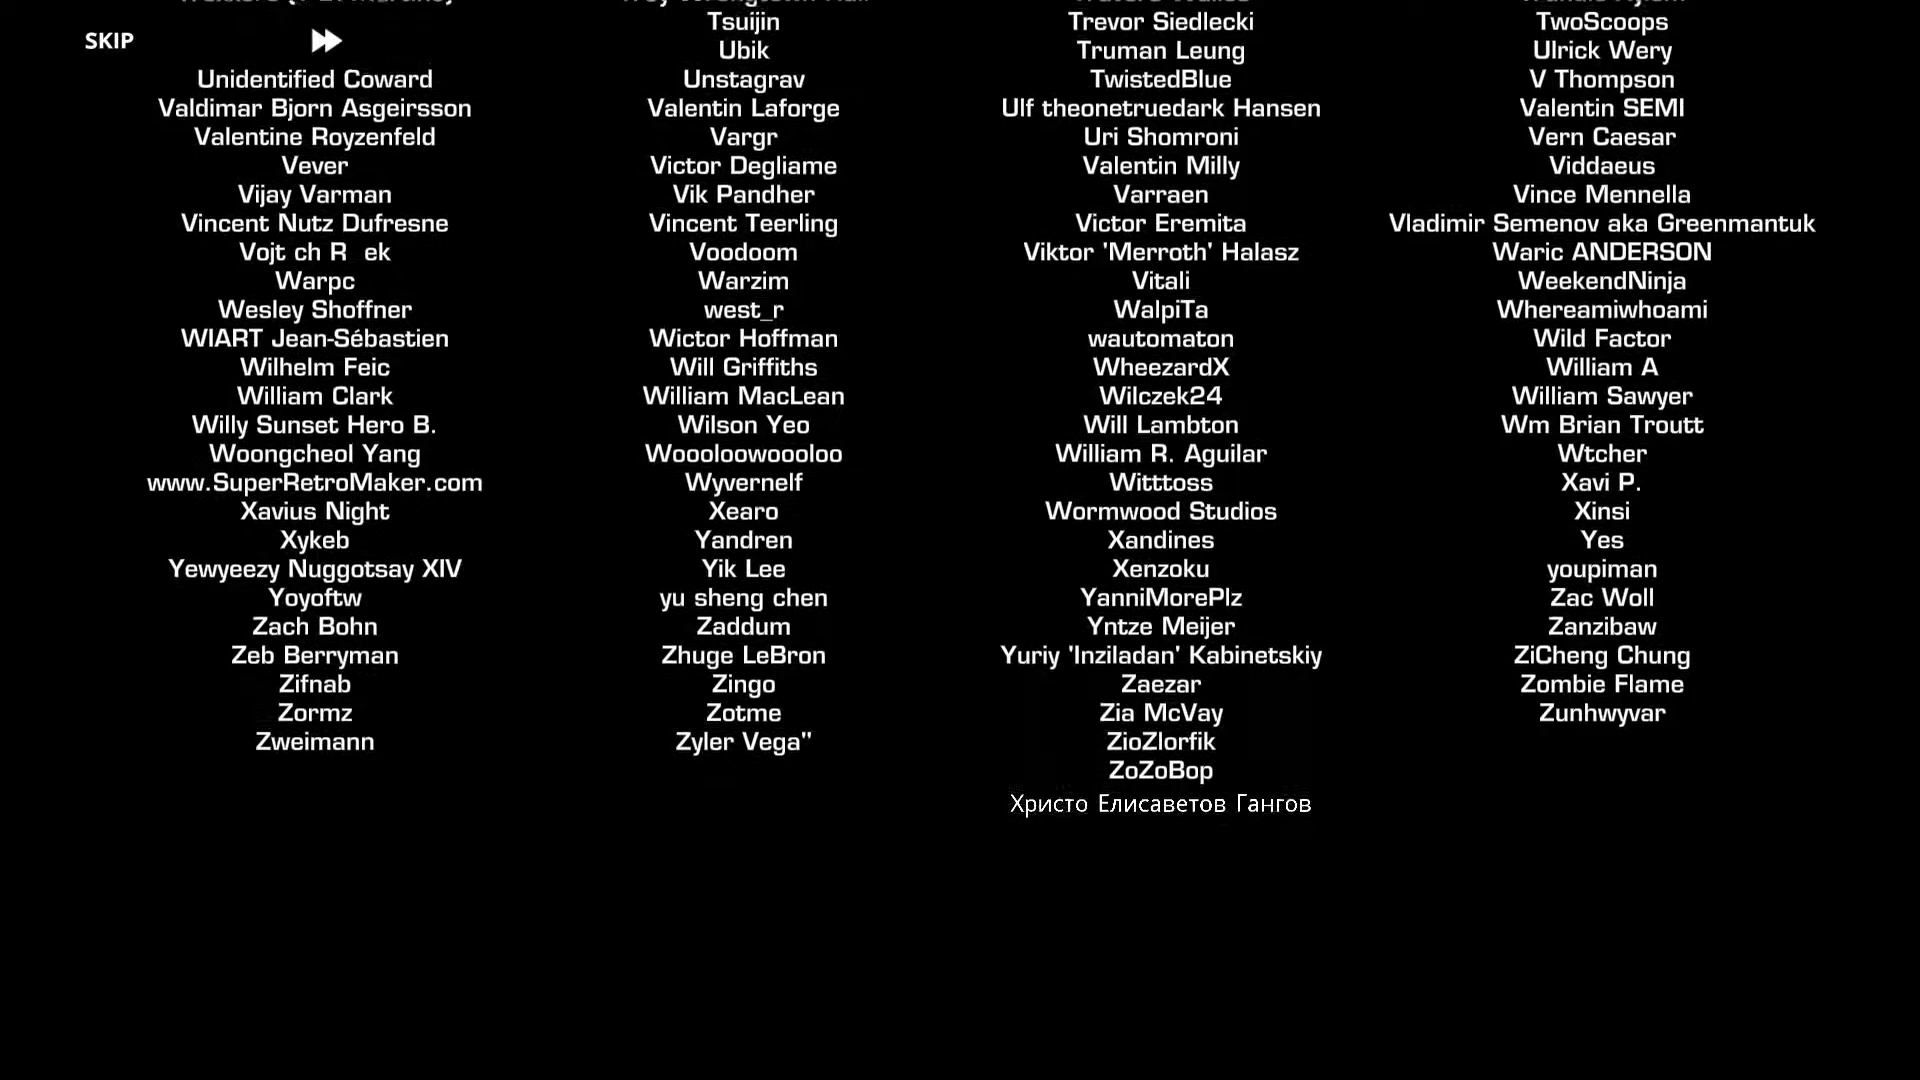 SKIP
Unidentified Coward
Valdimar Bjorn Asgeirsson
Valentine Royzenfeld
Vever
Vijay Varman
Vincent Nutz Dufresne
Vojt ch R  ek
Warpc
Wesley Shoffner
WIART Jean-Sébastien
Wilhelm Feic
William Clark
Willy Sunset Hero B.
Woongcheol Yang
www.SuperRetroMaker.com
Xavius Night
Xykeb
Yewyeezy Nuggotsay XIV
Yoyoftw
Zach Bohn
Zeb Berryman
Zifnab
Zormz
Zweimann
Tsuijin
Ubik
Unstagrav
Valentin Laforge
Vargr
Victor Degliame
Vik Pandher
Vincent Teerling
Voodoom
Warzim
west_r
Wictor Hoffman
Will Griffiths
William MacLean
Wilson Yeo
Woooloowoooloo
Wyvernelf
Xearo
Yandren
Yik Lee
yu sheng chen
Zaddum
Zhuge LeBron
Zingo
Zotme
Zyler Vega"
Trevor Siedlecki
Truman Leung
TwistedBlue
Ulf theonetruedark Hansen
Uri Shomroni
Valentin Milly
Varraen
Victor Eremita
Viktor 'Merroth' Halasz
Vitali
WalpiTa
wautomaton
WheezardX
Wilczek24
Will Lambton
William R. Aguilar
Witttoss
Wormwood Studios
Xandines
Xenzoku
YanniMorePlz
Yntze Meijer
Yuriy 'Inziladan' Kabinetskiy
Zaezar
Zia McVay
ZioZlorfik
ZoZoBop
Христо Елисаветов Гангов
TwoScoops
Ulrick Wery
V Thompson
Valentin SEMI
Vern Caesar
Viddaeus
Vince Mennella
Vladimir Semenov aka Greenmantuk
Waric ANDERSON
WeekendNinja
Whereamiwhoami
Wild Factor
William A
William Sawyer
Wm Brian Troutt
Wtcher
Xavi P.
Xinsi
Yes
youpiman
Zac Woll
Zanzibaw
ZiCheng Chung
Zombie Flame
Zunhwyvar